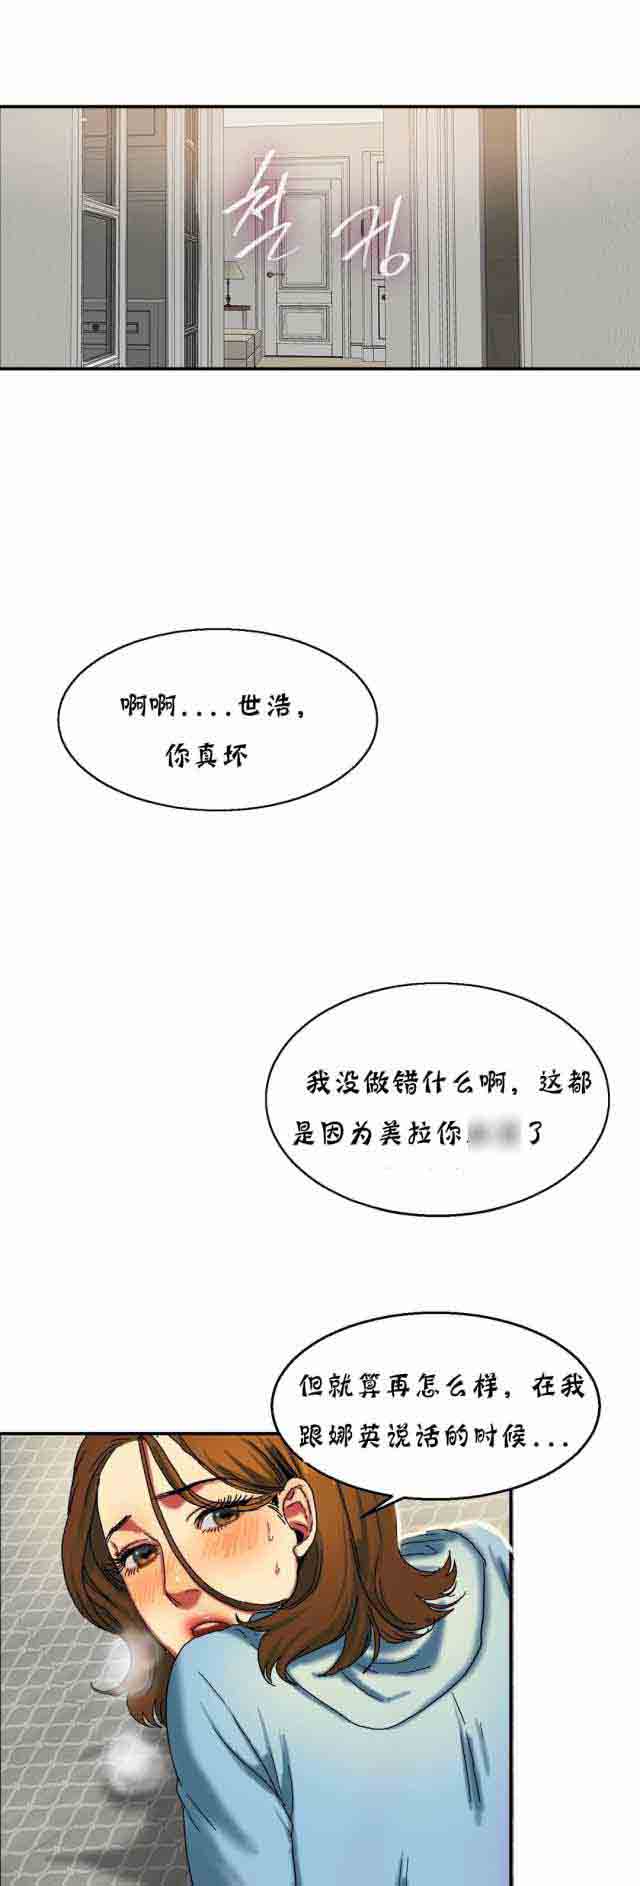 철컹
啊啊....世浩，
你真坏
我没做错什么啊，这都
是因为美拉你 了
但就算再怎么样，在我
跟娜英说话的时候...